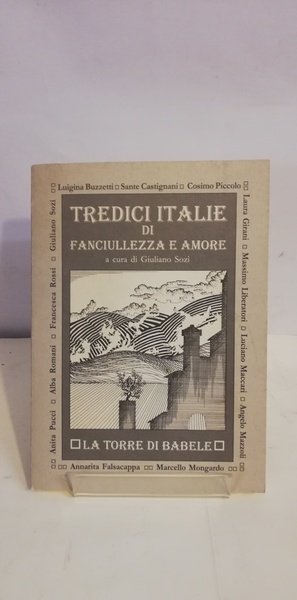 Luigina Buzzetti □ Sante Castignani □ Cosimo Piccolo
□ Laura Girani □ Massimo Liberatori □ Luciano Maccari □ Angelo Mazzoli
TREDICI ITALIE
DI
FANCIULLEZZA E AMORE
a cura di Giuliano Sozi
□ LA TORRE DI BABELE □
□□ Annarita Falsacappa □□ Marcello Mongardo □□
Anita Pucci □ Alba Romani □ Francesca Rossi □ Giuliano Sozi